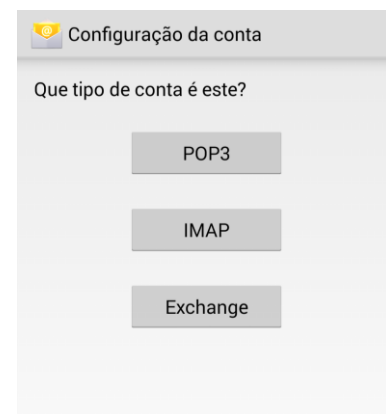 Configuração da conta
Que tipo de conta é este?
POP3
IMAP
Exchange